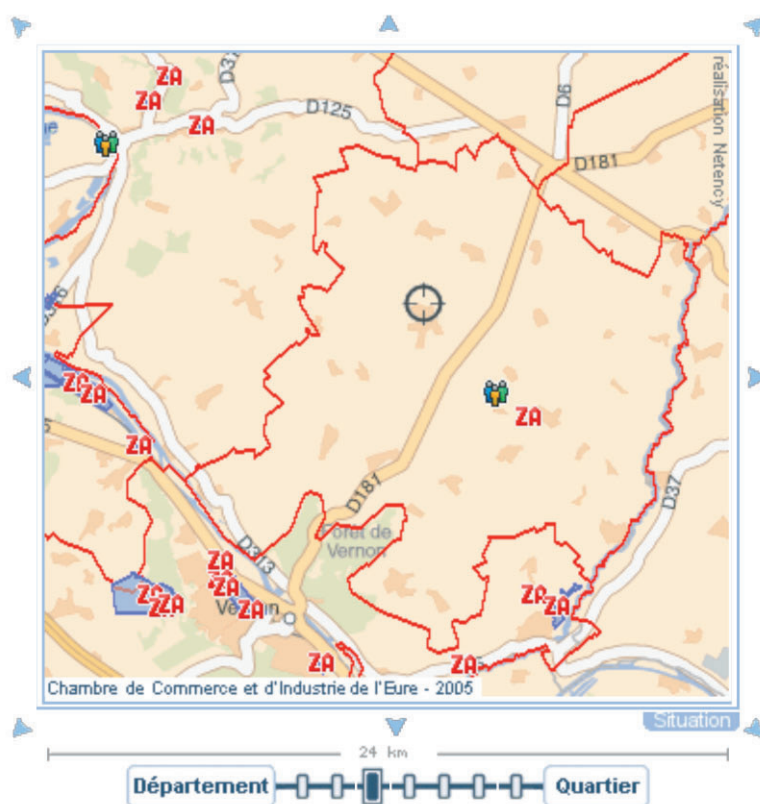 ZA
ZA
ZA
D125
D6
D181
réalisation Netency
ZA
ZA
ZA
ZA
D181
D37
Forêt de
Vernon
D313
ZA
ZA
ZA
ZA
ZA
ZA
ZA
ZA
ZA
ZA
Chambre de Commerce et d'Industrie de l'Eure - 2005
Situation
24 km
Département
Quartier